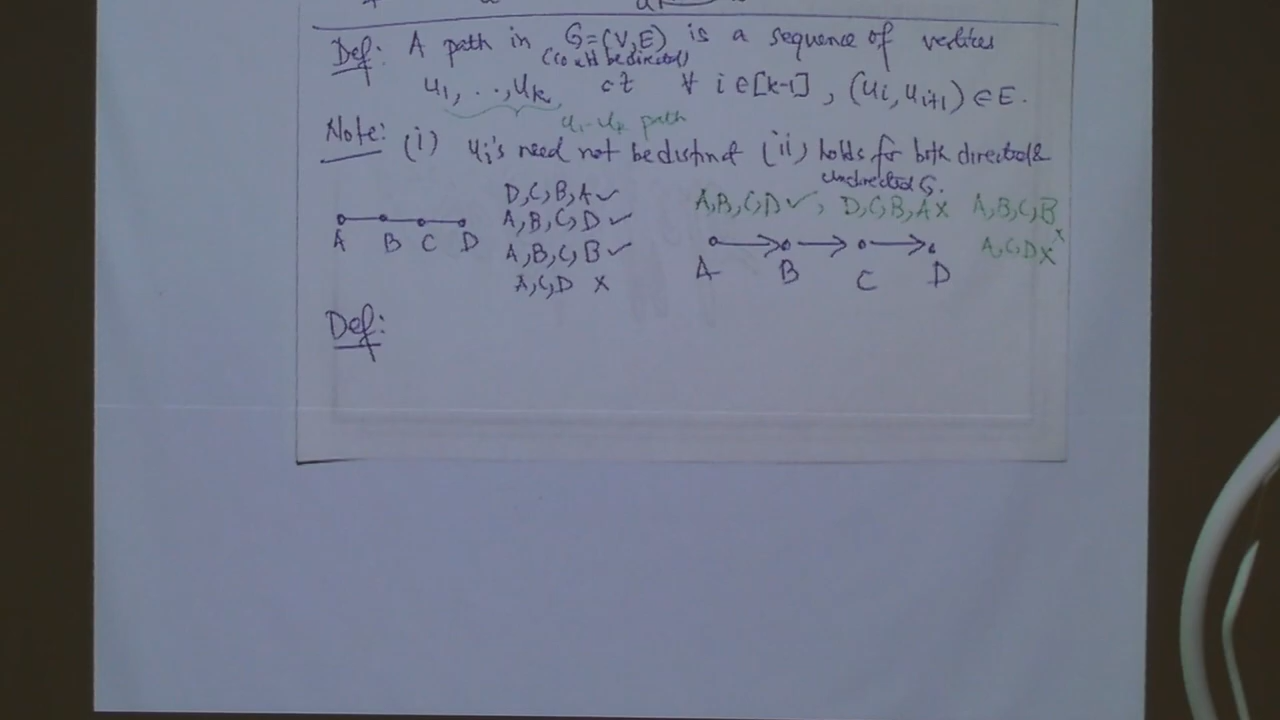 Def: A path in G=(V,E) is a sequence of vertices
(could be directed)
u1, ..,uk st ∀ i∈[k-1], (ui, ui+1) ∈ E.
u1-uk path
Note: (i) ui's need not be distinct (ii) holds for both directed &
undirected G.
D,C,B,A ✓
A,B,C,D ✓
A,B,C,B ✓
A,C,D X
A B C D
A,B,C,D ✓, D,C,B,A X A,B,C,B X
A,C,D X
A B C D
Def: